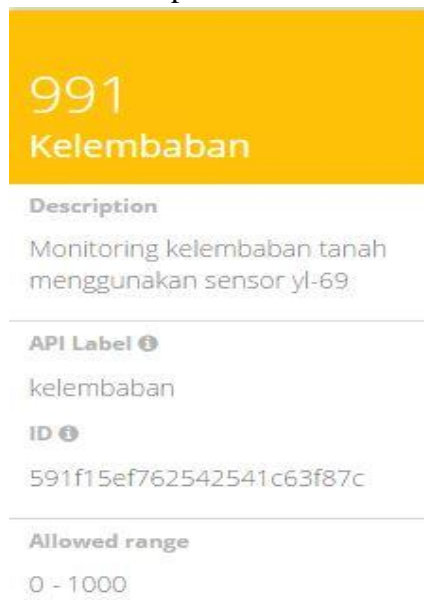 991
Kelembaban
Description
Monitoring kelembaban tanah
menggunakan sensor yl-69
API Label
kelembaban
ID
591f15ef762542541c63f87c
Allowed range
0 - 1000